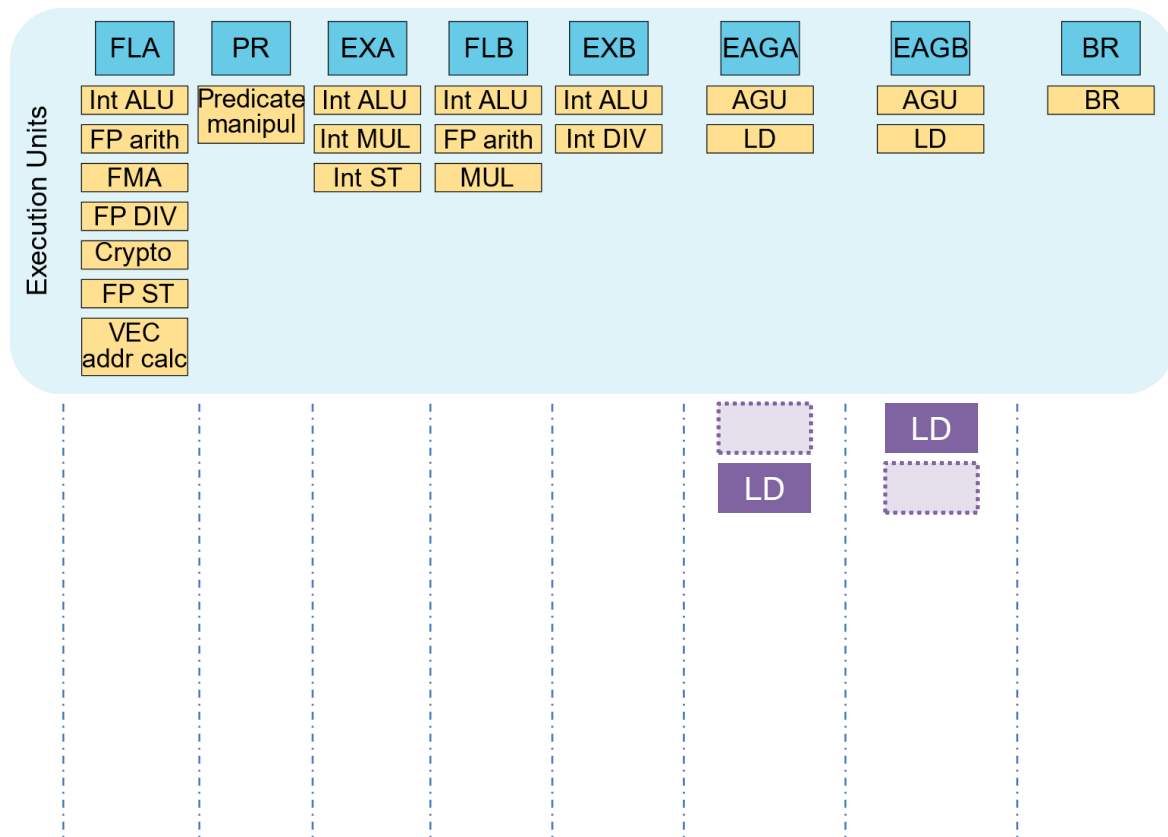 Execution Units
FLA PR EXA FLB EXB EAGA EAGB BR
Int ALU Predicate manipul Int ALU Int ALU Int ALU AGU AGU BR
FP arith Int MUL FP arith Int DIV LD LD
FMA Int ST MUL
FP DIV
Crypto
FP ST
VEC
addr calc
LD
LD